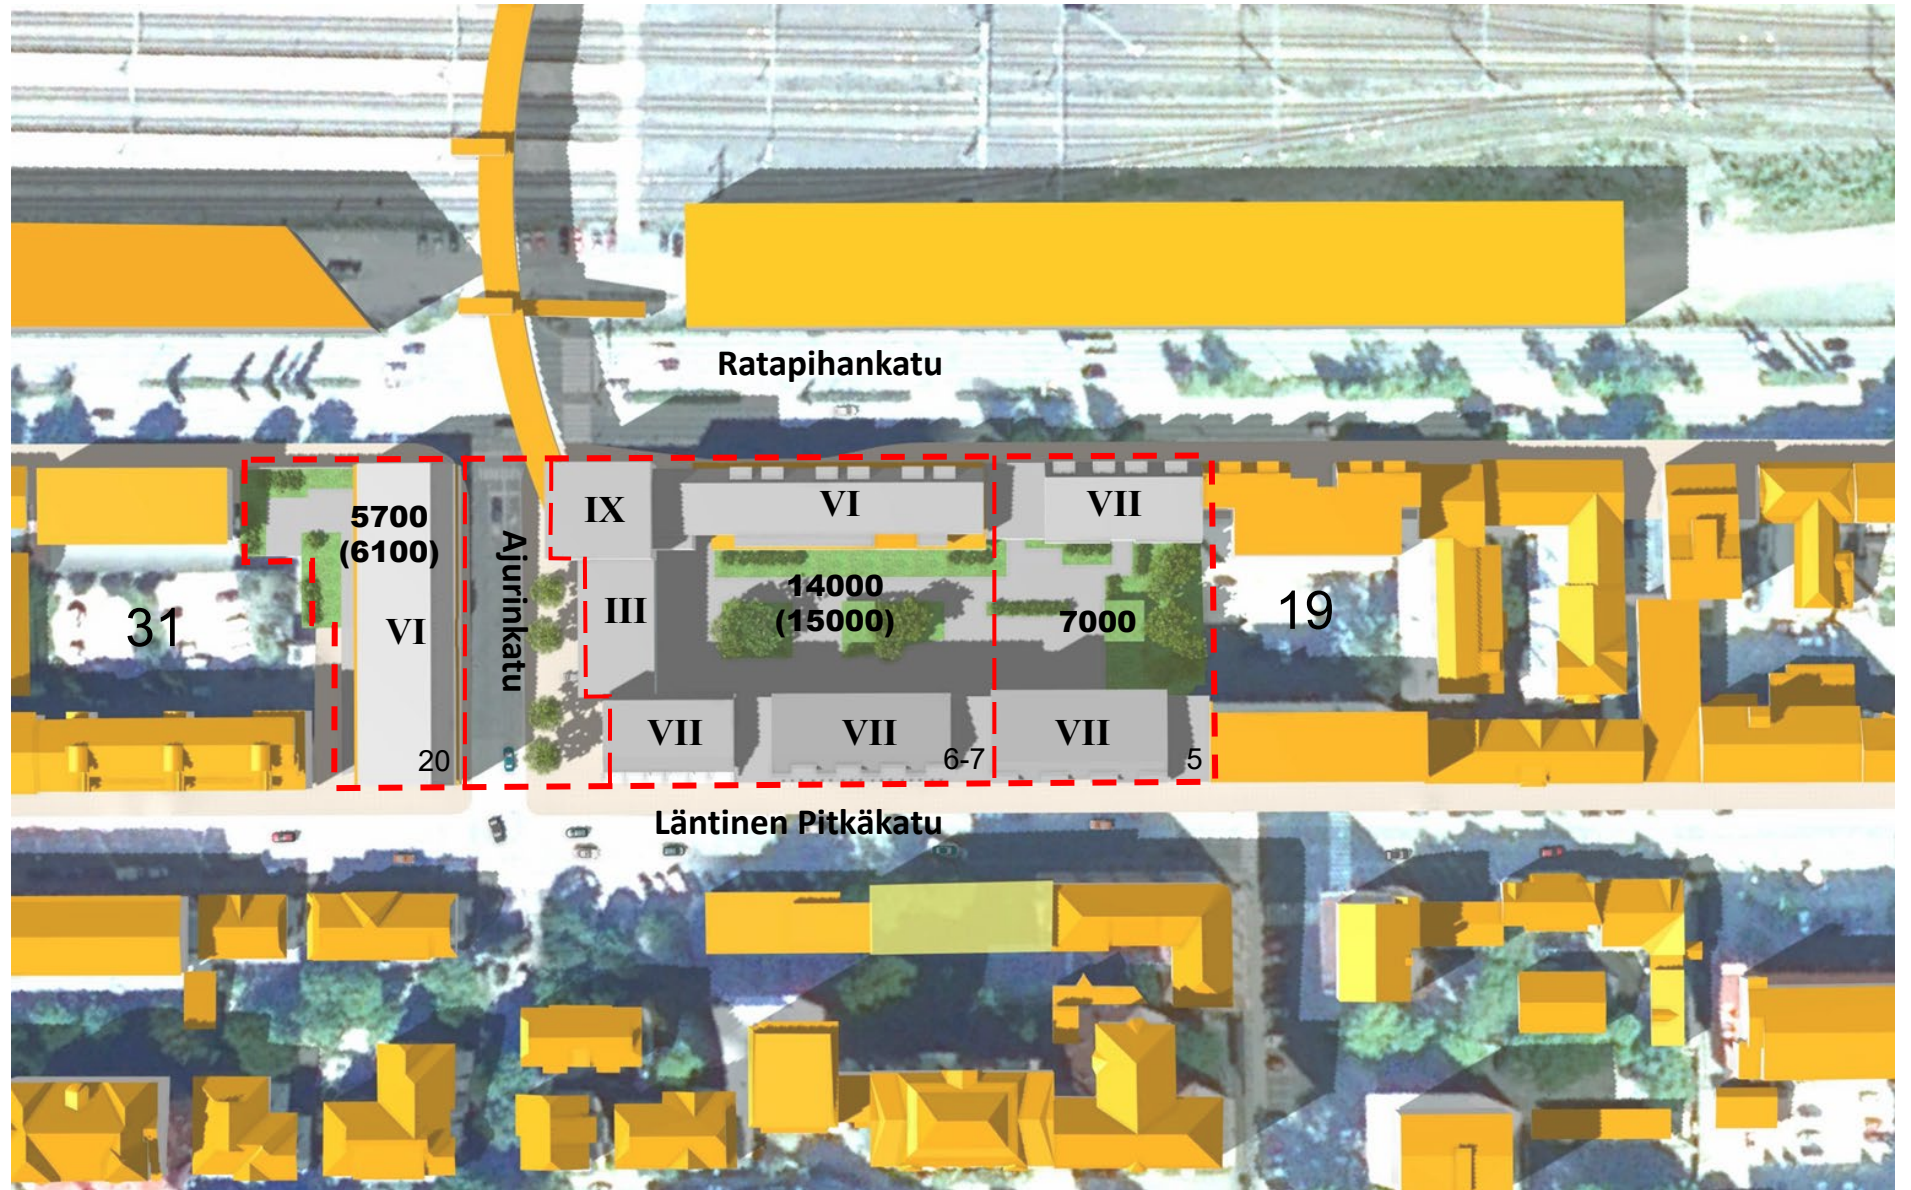 Ratapihankatu
5700
(6100)
IX
VI
VII
Ajurinkatu
14000
(15000)
31
VI
III
7000
19
VII
VII
VII
20
6-7
5
Läntinen Pitkäkatu